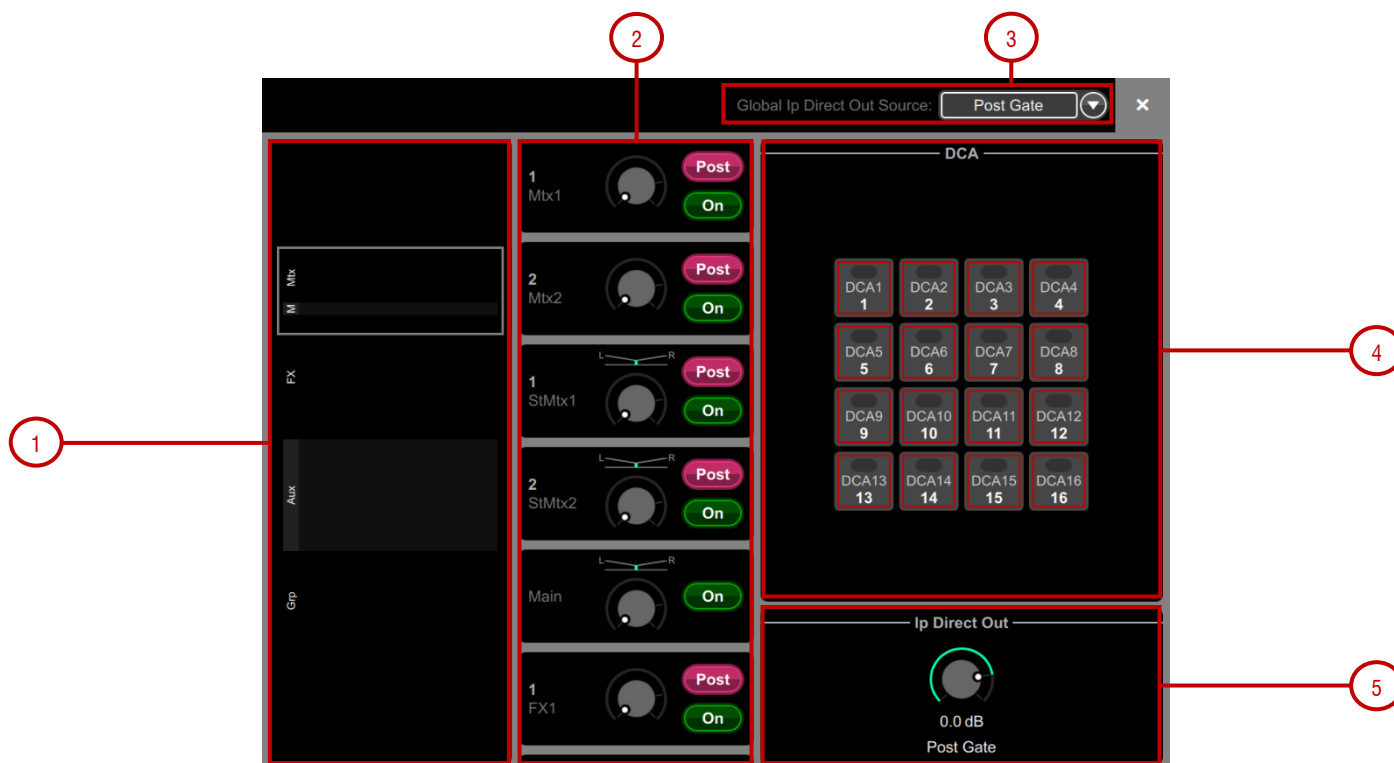 2
3
Global Ip Direct Out Source: Post Gate ×
DCA
1
Mtx1
Post
On
2
Mtx2
Post
On
L R
1
StMtx1
Post
On
L R
2
StMtx2
Post
On
L R
Main
On
1
FX1
Post
On
Mtx
M
FX
Aux
Grp
1
DCA1 DCA2 DCA3 DCA4
1 2 3 4
DCA5 DCA6 DCA7 DCA8
5 6 7 8
DCA9 DCA10 DCA11 DCA12
9 10 11 12
DCA13 DCA14 DCA15 DCA16
13 14 15 16
4
Ip Direct Out
0.0 dB
Post Gate
5